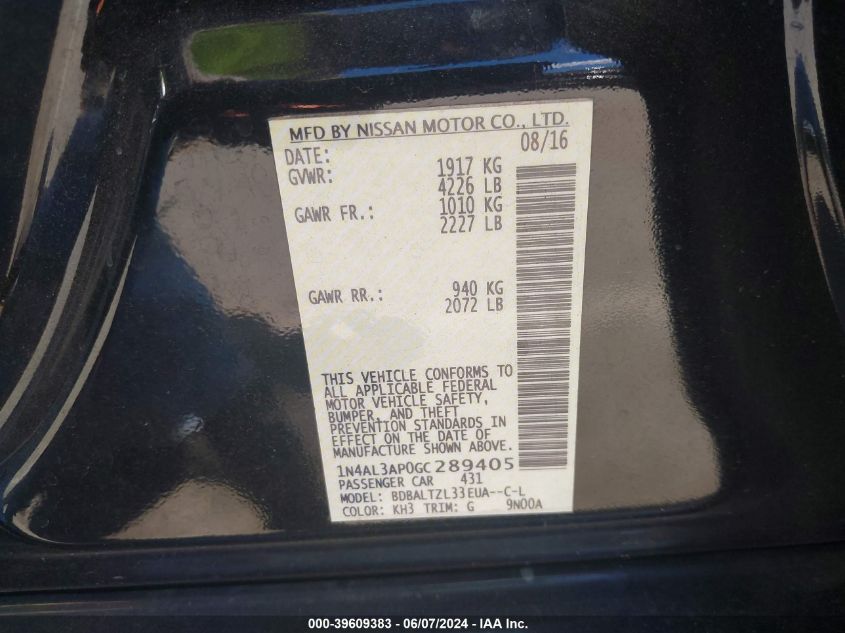 MFD BY NISSAN MOTOR CO., LTD.
DATE: 08/16
GVWR: 1917 KG
4226 LB
GAWR FR.: 1010 KG
2227 LB
GAWR RR.: 940 KG
2072 LB
THIS VEHICLE CONFORMS TO
ALL APPLICABLE FEDERAL
MOTOR VEHICLE SAFETY,
BUMPER, AND THEFT
PREVENTION STANDARDS IN
EFFECT ON THE DATE OF
MANUFACTURE SHOWN ABOVE.
1N4AL3AP0GC289405
PASSENGER CAR 431
MODEL: BDBALTZL33EUA--C-L
COLOR: KH3 TRIM: G 9N00A
000-39609383 - 06/07/2024 - IAA Inc.